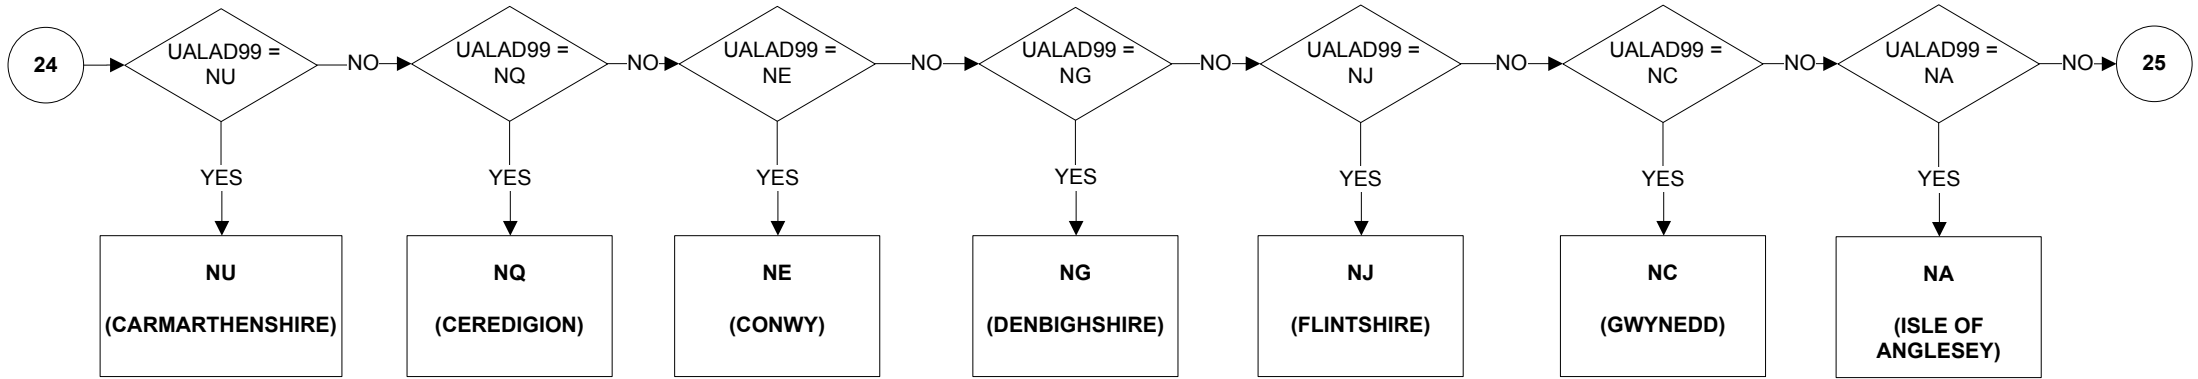 24
UALAD99 =
NU
NO
UALAD99 =
NQ
NO
UALAD99 =
NE
NO
UALAD99 =
NG
NO
UALAD99 =
NJ
NO
UALAD99 =
NC
NO
UALAD99 =
NA
NO
25
YES
YES
YES
YES
YES
YES
YES
NU
(CARMARTHENSHIRE)
NQ
(CEREDIGION)
NE
(CONWY)
NG
(DENBIGHSHIRE)
NJ
(FLINTSHIRE)
NC
(GWYNEDD)
NA
(ISLE OF
ANGLESEY)